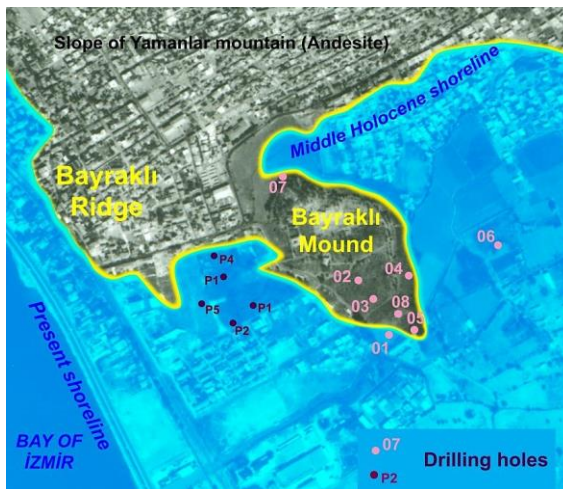 Slope of Yamanlar mountain (Andesite)
Middle Holocene shoreline
Bayraklı
Ridge
07
Bayraklı
Mound
06
P4
P1
02
04
03
P5
P1
08
P2
05
01
Present shoreline
BAY OF
İZMİR
07
Drilling holes
P2